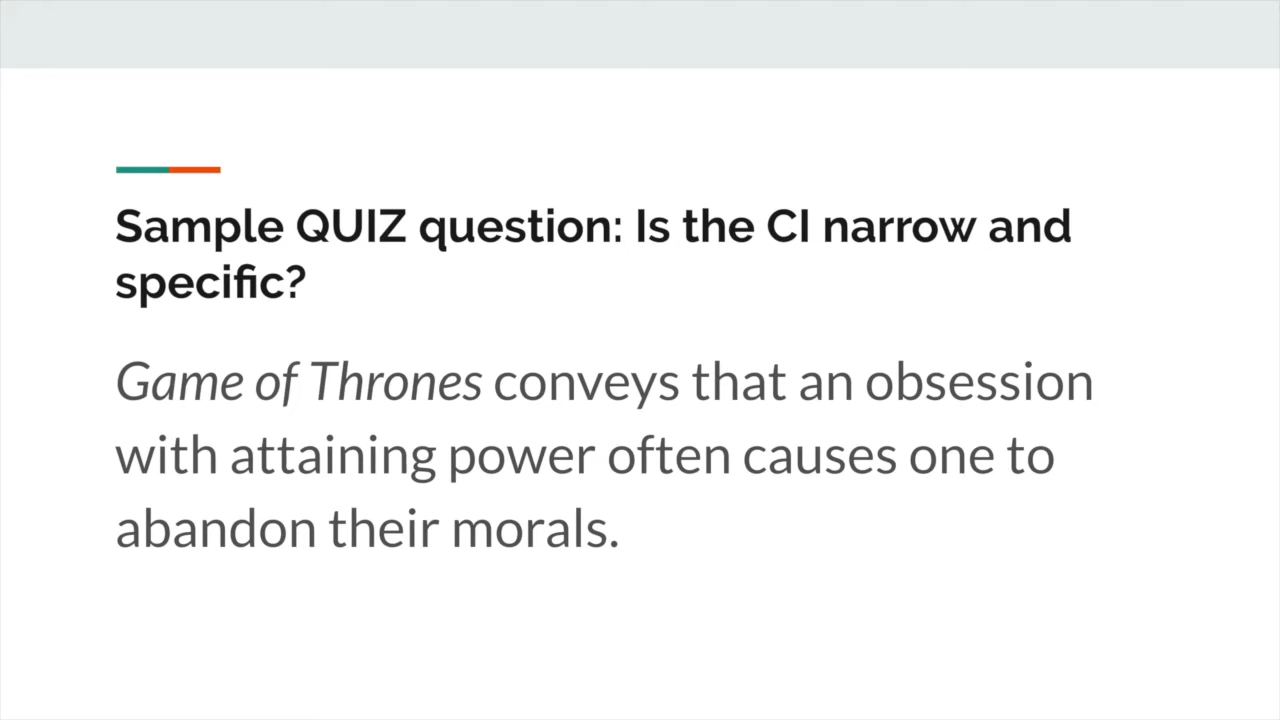 Sample QUIZ question: Is the CI narrow and
specific?
Game of Thrones conveys that an obsession
with attaining power often causes one to
abandon their morals.